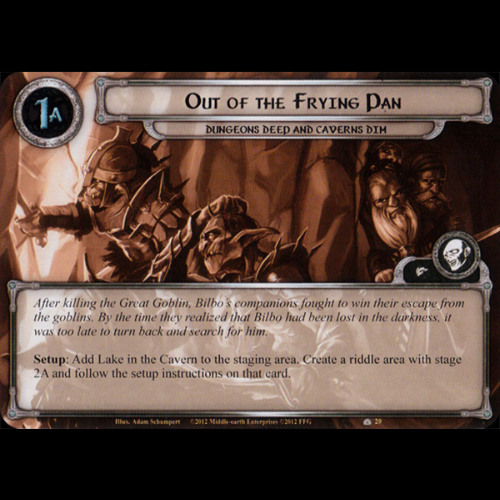 1A
Out of the Frying Pan
Dungeons Deep and Caverns Dim
After killing the Great Goblin, Bilbo's companions fought to win their escape from
the goblins. By the time they realized that Bilbo had been lost in the darkness, it
was too late to turn back and search for him.
Setup: Add Lake in the Cavern to the staging area. Create a riddle area with stage
2A and follow the setup instructions on that card.
Illus. Adam Schumpert ©2012 Middle-earth Enterprises ©2012 FFG 20